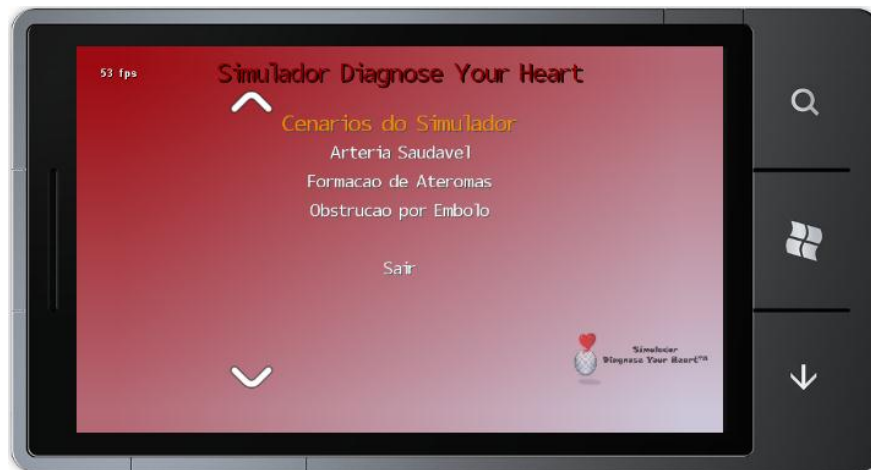 53 fps
Simulador Diagnose Your Heart
Cenarios do Simulador
Arteria Saudavel
Formacao de Ateromas
Obstrucao por Embolo
Sair
Simulador
Diagnose Your Heart™